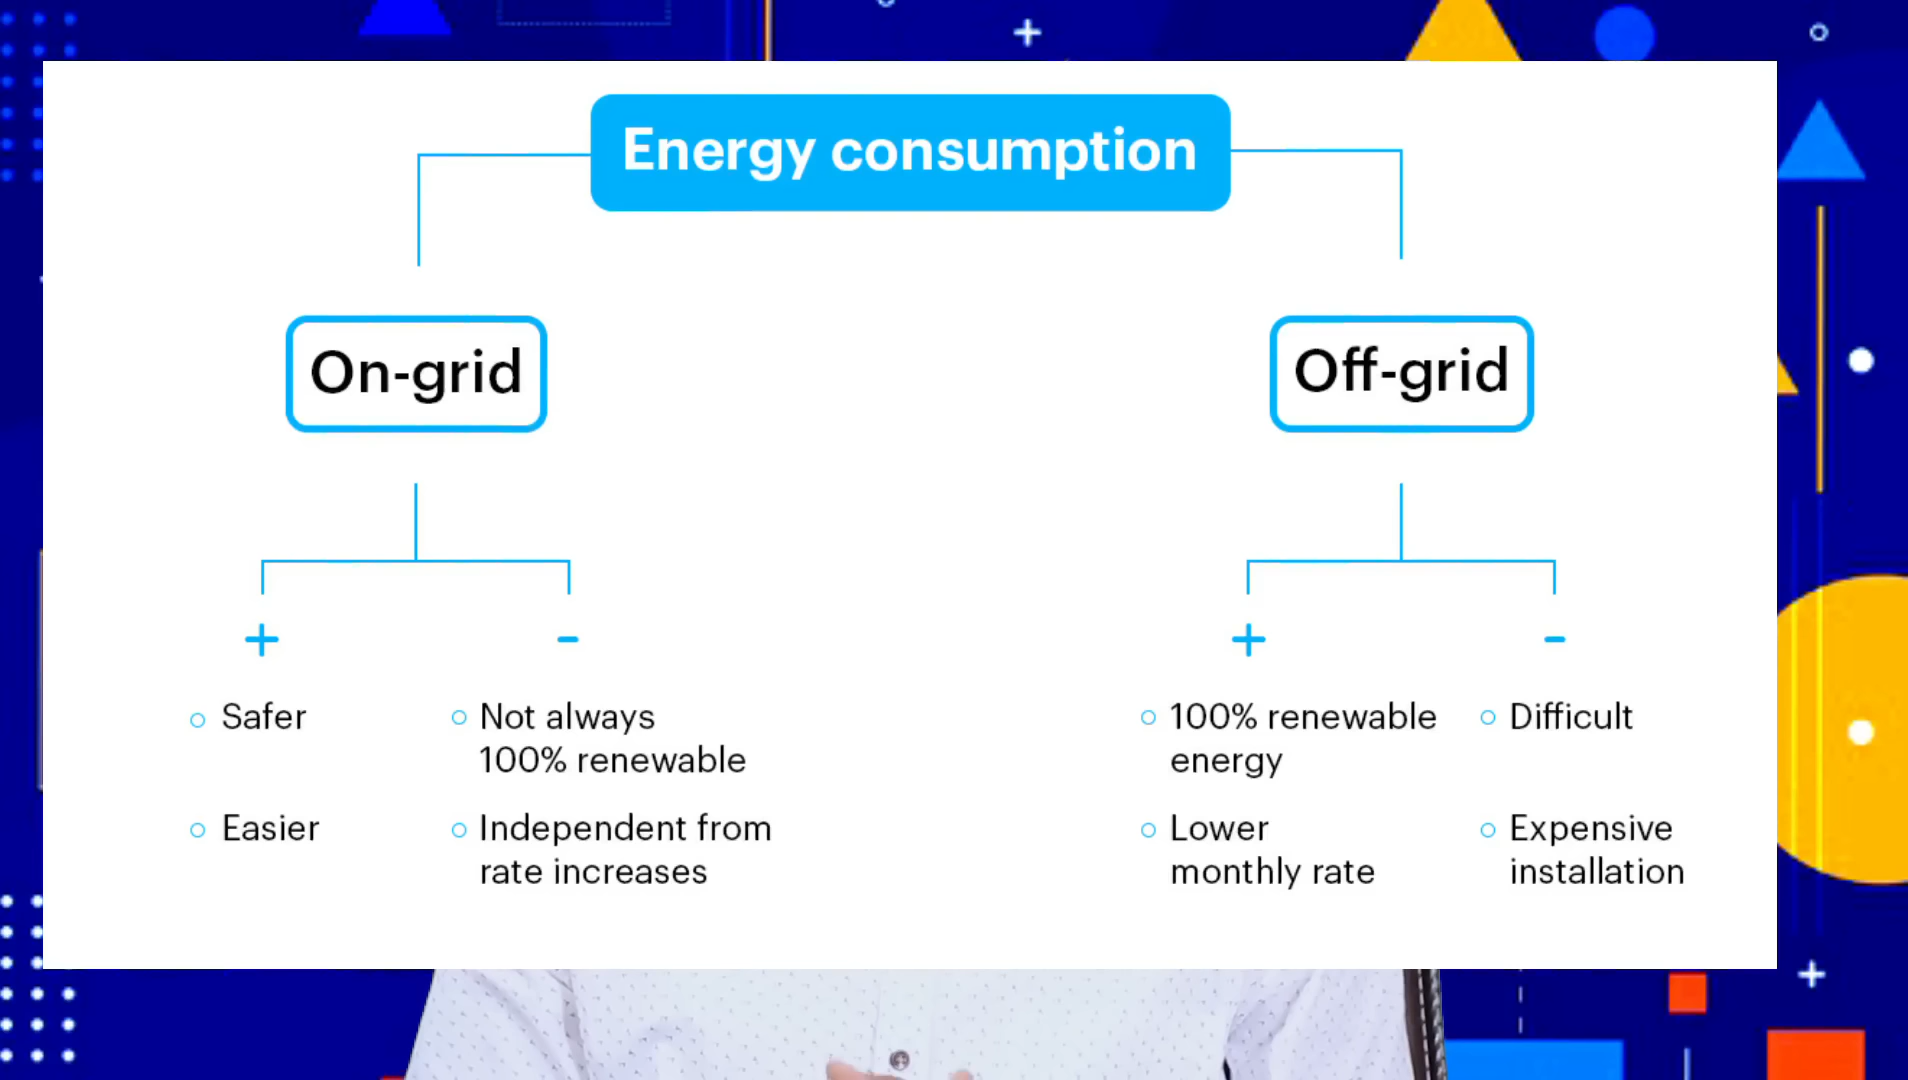 Energy consumption
On-grid
Off-grid
+
-
Safer
Not always
100% renewable
Easier
Independent from
rate increases
+
-
100% renewable
energy
Difficult
Lower
monthly rate
Expensive
installation